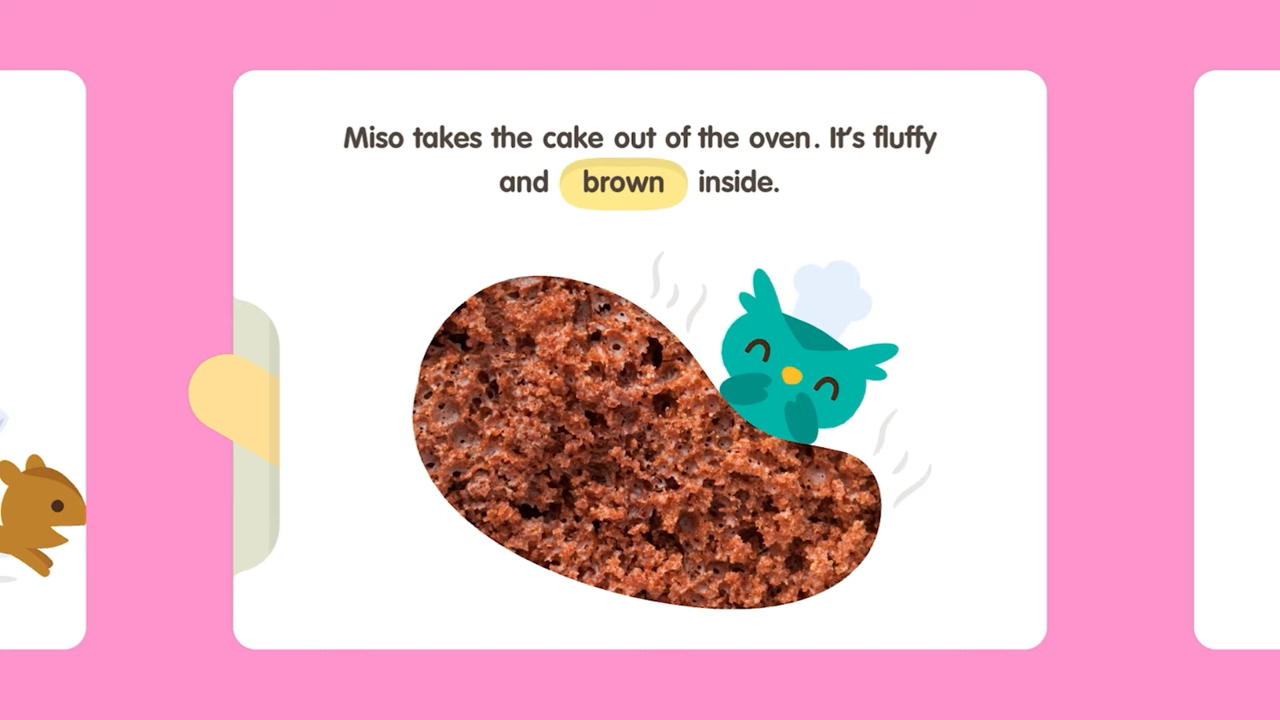 Miso takes the cake out of the oven. It's fluffy
and brown inside.